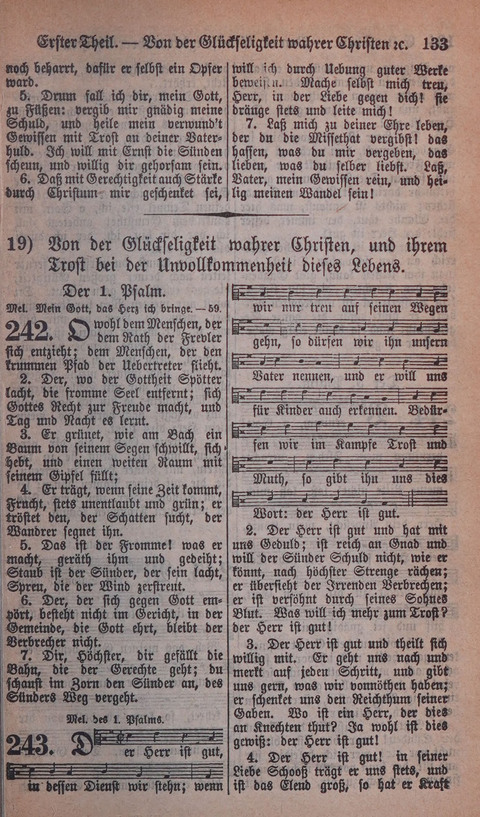 Erster Theil. — Von der Glückseligkeit wahrer Christen ꝛc. 133
noch beharrt, dafür er selbst ein Opfer
ward.
5. Drum fall ich dir, mein Gott,
zu Füßen: vergib mir gnädig meine
Schuld, und heile mein verwund't
Gewissen mit Trost an deiner Vater-
huld. Ich will mit Ernst die Sünden
scheun, und willig dir gehorsam sein.
6. Daß mit Gerechtigkeit auch Stärke
durch Christum mir geschenket sei,
will ich durch Uebung guter Werke
beweisen. Mache selbst mich treu,
Herr, in der Liebe gegen dich! sie
dränge stets und leite mich!
7. Laß mich zu deiner Ehre leben,
der du die Missethat vergibst! das
hassen, was du mir vergeben, das
lieben, was du selber liebst. Laß,
Vater, mein Gewissen rein, und hei-
lig meinen Wandel sein!
19) Von der Glückseligkeit wahrer Christen, und ihrem
Trost bei der Unvollkommenheit dieses Lebens.
Der 1. Psalm.
Mel. Mein Gott, das Herz ich bringe. — 59.
242. O wohl dem Menschen, der
dem Rath der Frevler
sich entzieht; dem Menschen, der den
krummen Pfad der Uebertreter flieht.
2. Der, wo der Gottheit Spötter
lacht, die fromme Seel entfernt; sich
Gottes Recht zur Freude macht, und
Tag und Nacht es lernt.
3. Er grünet, wie am Bach ein
Baum von seinem Segen schwillt, sich
hebt, und einen weiten Raum mit
seinem Gipfel füllt;
4. Er trägt, wenn seine Zeit kommt,
Frucht, stets unentlaubt und grün; er
tröstet den, der Schatten sucht, der
Wandrer segnet ihn.
5. Das ist der Fromme! was er
macht, geräth ihm und gedeiht;
Staub ist der Sünder, der sein lacht,
Spreu, die der Wind zerstreut.
6. Der, der sich gegen Gott em-
pört, besteht nicht im Gericht, in der
Gemeinde, die Gott ehrt, bleibt der
Verbrecher nicht.
7. Dir, Höchster, dir gefällt die
Bahn, die der Gerechte geht; du
schaust im Zorn den Sünder an, des
Sünders Weg vergeht.
Mel. des 1. Psalms.
243. D er Herr ist gut,
in dessen Dienst wir stehn; wenn
wir nur treu auf seinen Wegen
gehn, so dürfen wir ihn unsern
Vater nennen, und er will uns
für Kinder auch erkennen. Bedür-
fen wir im Kampfe Trost und
Muth, so gibt ihn uns dies
Wort: der Herr ist gut.
2. Der Herr ist gut und hat mit
uns Geduld; ist reich an Gnad und
will der Sünder Schuld nicht, wie er
könnt, nach höchster Strenge rächen;
er übersieht der Irrenden Verbrechen;
er ist versöhnt durch seines Sohnes
Blut. Was will ich mehr zum Trost?
der Herr ist gut!
3. Der Herr ist gut und theilt sich
willig mit. Er geht uns nach und
merkt auf jeden Schritt, und gibt
uns gern, was wir vonnöthen haben;
er schenket uns den Reichthum seiner
Gaben. Wo ist ein Herr, der dies
an Knechten thut? Ja wohl ist dies
gewiß: der Herr ist gut!
4. Der Herr ist gut! in seiner
Liebe Schooß trägt er uns stets, und
ist das Elend groß, so hat er Kraft